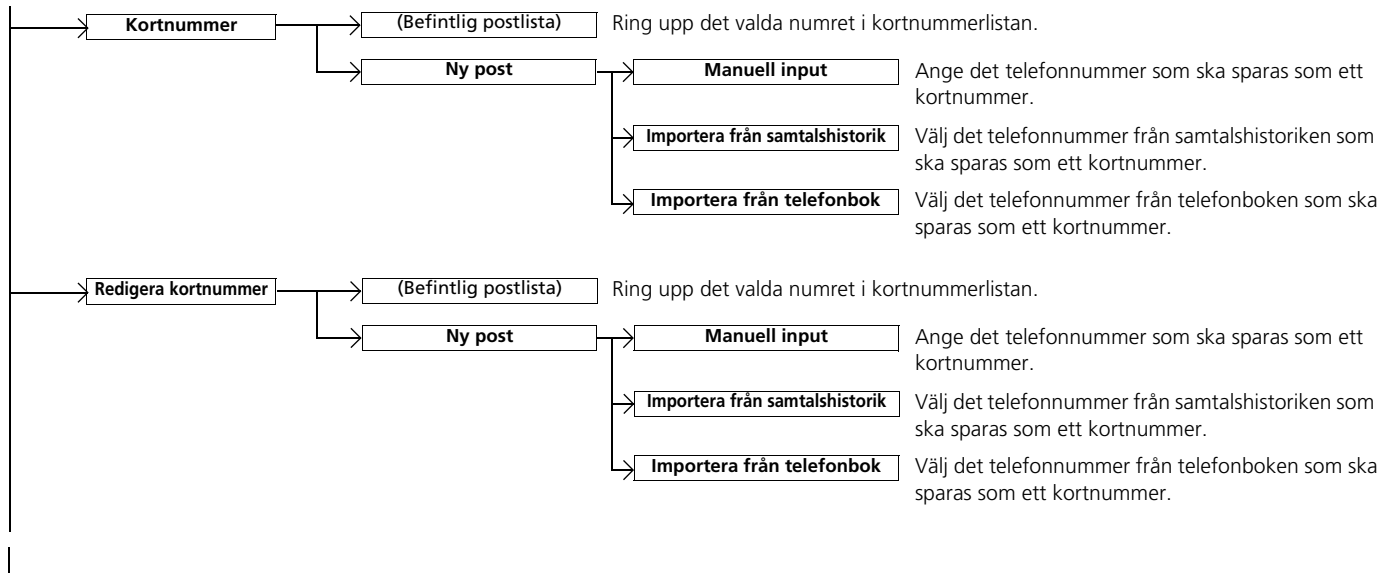 Kortnummer
(Befintlig postlista)
Ring upp det valda numret i kortnummerlistan.
Ny post
Manuell input
Ange det telefonnummer som ska sparas som ett
kortnummer.
Importera från samtalshistorik
Välj det telefonnummer från samtalshistoriken som
ska sparas som ett kortnummer.
Importera från telefonbok
Välj det telefonnummer från telefonboken som ska
sparas som ett kortnummer.
Redigera kortnummer
(Befintlig postlista)
Ring upp det valda numret i kortnummerlistan.
Ny post
Manuell input
Ange det telefonnummer som ska sparas som ett
kortnummer.
Importera från samtalshistorik
Välj det telefonnummer från samtalshistoriken som
ska sparas som ett kortnummer.
Importera från telefonbok
Välj det telefonnummer från telefonboken som ska
sparas som ett kortnummer.